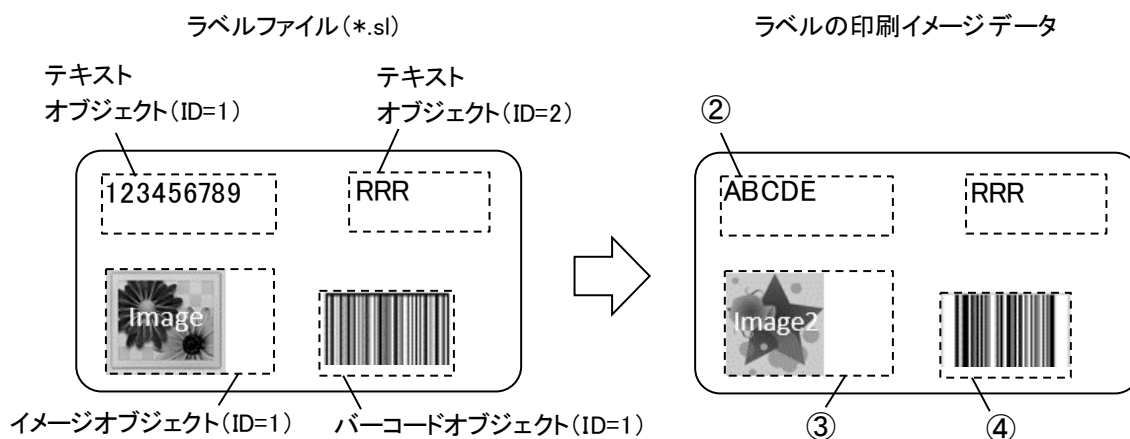 ラベルファイル(*.sl)
ラベルの印刷イメージデータ
テキスト
オブジェクト(ID=1)
テキスト
オブジェクト(ID=2)
②
123456789
RRR
ABCDE
RRR
Image
Image2
イメージオブジェクト(ID=1)
バーコードオブジェクト(ID=1)
③
④